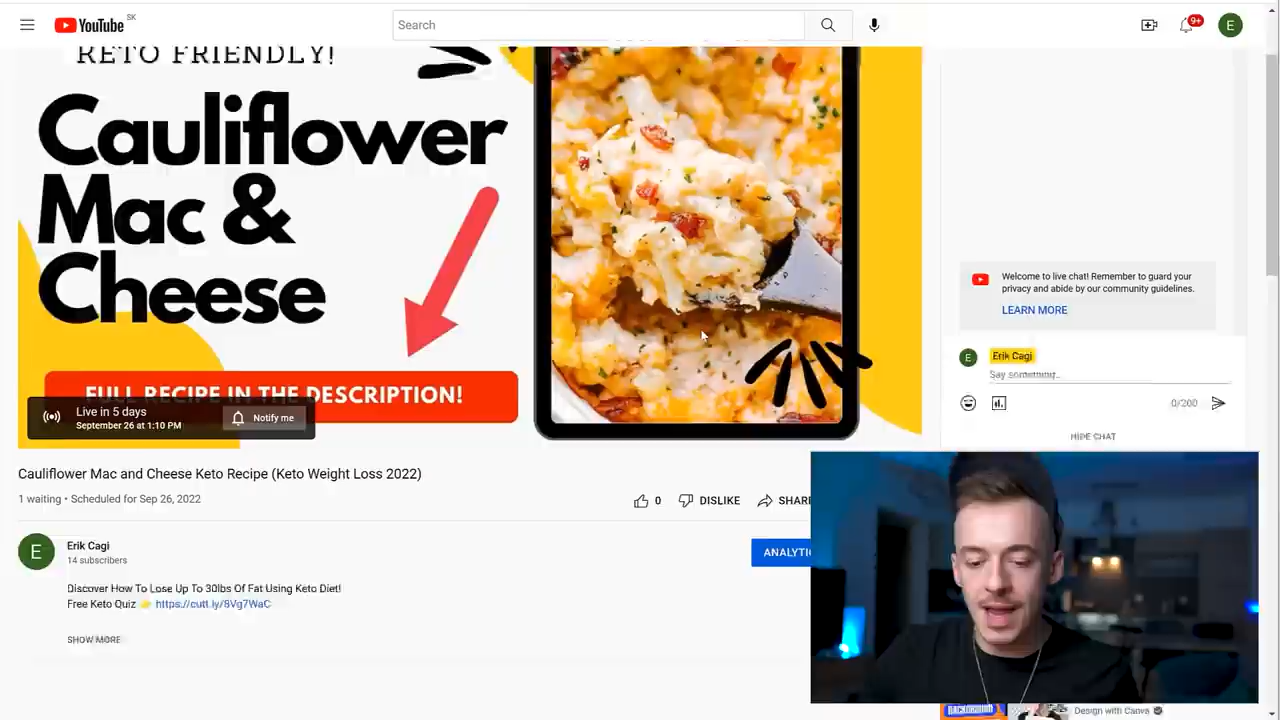 YouTube SK
Search
9+
E
KETO FRIENDLY!
Cauliflower
Mac &
Cheese
FULL RECIPE IN THE DESCRIPTION!
Live in 5 days
September 26 at 1:10 PM
Notify me
Welcome to live chat! Remember to guard your
privacy and abide by our community guidelines.
LEARN MORE
E
Erik Cagi
Say something...
0/200
HIDE CHAT
Cauliflower Mac and Cheese Keto Recipe (Keto Weight Loss 2022)
1 waiting • Scheduled for Sep 26, 2022
0
DISLIKE
SHARE
E
Erik Cagi
14 subscribers
ANALYTIC
Discover How To Lose Up To 30lbs Of Fat Using Keto Diet!
Free Keto Quiz 👉 https://cutt.ly/8Vg7WaC
SHOW MORE
Design with Canva